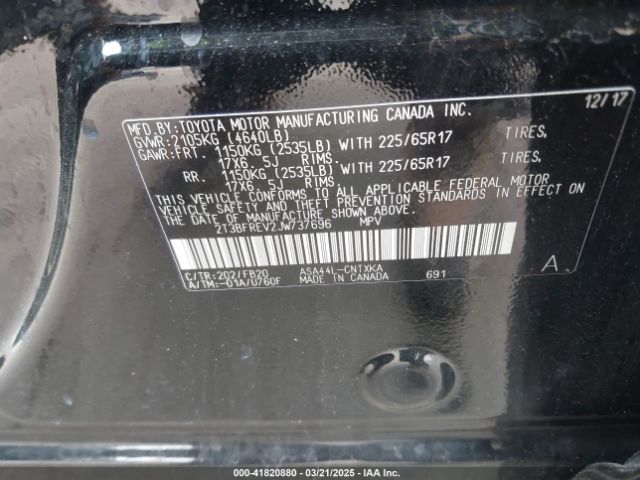 MFD.BY:TOYOTA MOTOR MANUFACTURING CANADA INC. 12/17
GVWR:2105KG (4640LB)
GAWR:FRT. 1150KG (2535LB) WITH 225/65R17 TIRES,
17X6. 5J RIMS.
RR. 1150KG (2535LB) WITH 225/65R17 TIRES,
17X6. 5J RIMS.
THIS VEHICLE CONFORMS TO ALL APPLICABLE FEDERAL MOTOR
VEHICLE SAFETY AND THEFT PREVENTION STANDARDS IN EFFECT ON
THE DATE OF MANUFACTURE SHOWN ABOVE.
2T3BFREV2JW737696 MPV
C/TR:202/FB20 ASA44L-CNTXKA A
A/TM:-01A/U760F MADE IN CANADA 691
000-41820880 - 03/21/2025 - IAA Inc.